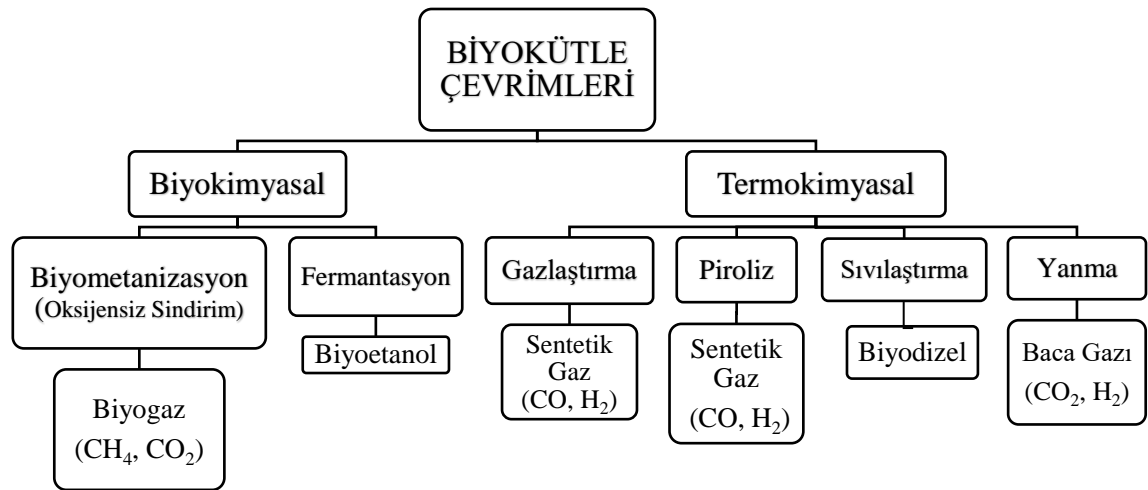 BİYOKÜTLE
ÇEVRİMLERİ
Biyokimyasal
Termokimyasal
Biyometanizasyon
(Oksijensiz Sindirim)
Fermantasyon
Gazlaştırma
Piroliz
Sıvılaştırma
Yanma
Biyogaz
(CH₄, CO₂)
Biyoetanol
Sentetik
Gaz
(CO, H₂)
Sentetik
Gaz
(CO, H₂)
Biyodizel
Baca Gazı
(CO₂, H₂)